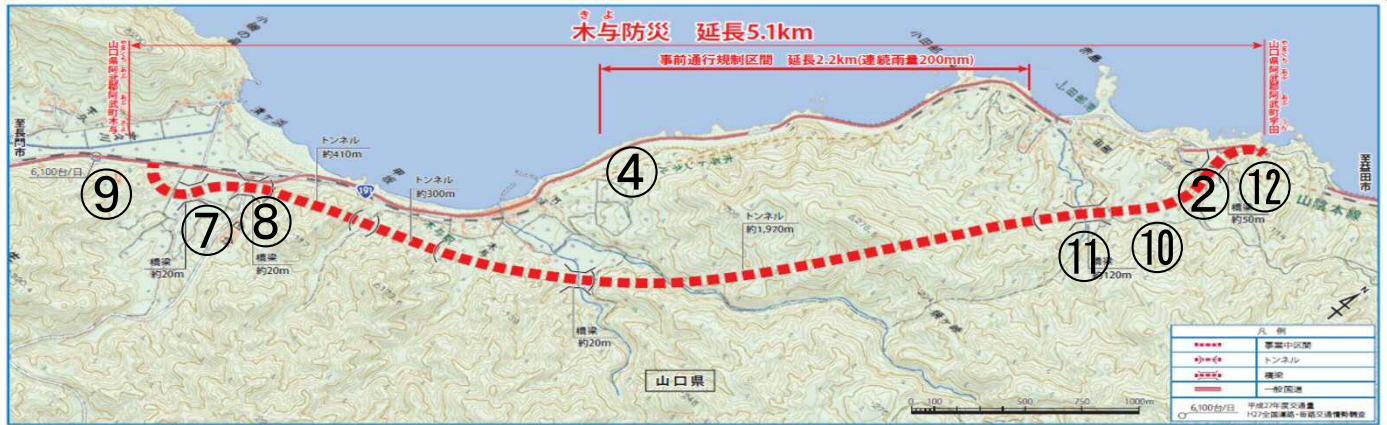 きよ
木与防災 延長5.1km
事前通行規制区間 延長2.2km(連続雨量200mm)
山口県阿武郡阿武町木与
山口県阿武郡阿武町宇田
至長門市
至益田市
トンネル
約410m
トンネル
約300m
191
6,100台/日
④
⑨
⑦
⑧
②
⑫
⑪
⑩
橋梁
約20m
橋梁
約20m
橋梁
約20m
トンネル
約1,920m
橋梁
約120m
橋梁
約50m
山陰本線
木与駅
山口県
N
0 100 500 1000m
凡 例
事業中区間
トンネル
橋梁
一般国道
6,100台/日 平成27年度交通量
H27全国道路・街路交通情勢調査